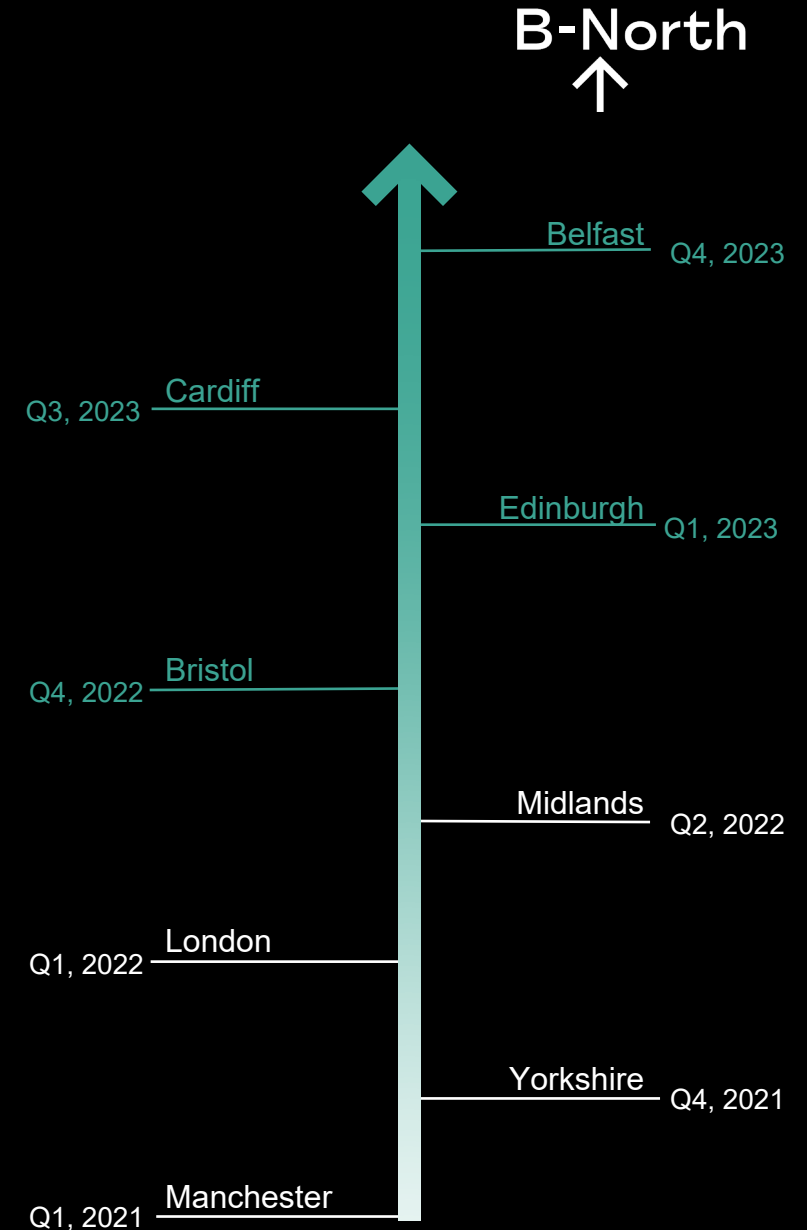 B-North
Belfast
Q4, 2023
Cardiff
Q3, 2023
Edinburgh
Q1, 2023
Bristol
Q4, 2022
Midlands
Q2, 2022
London
Q1, 2022
Yorkshire
Q4, 2021
Manchester
Q1, 2021